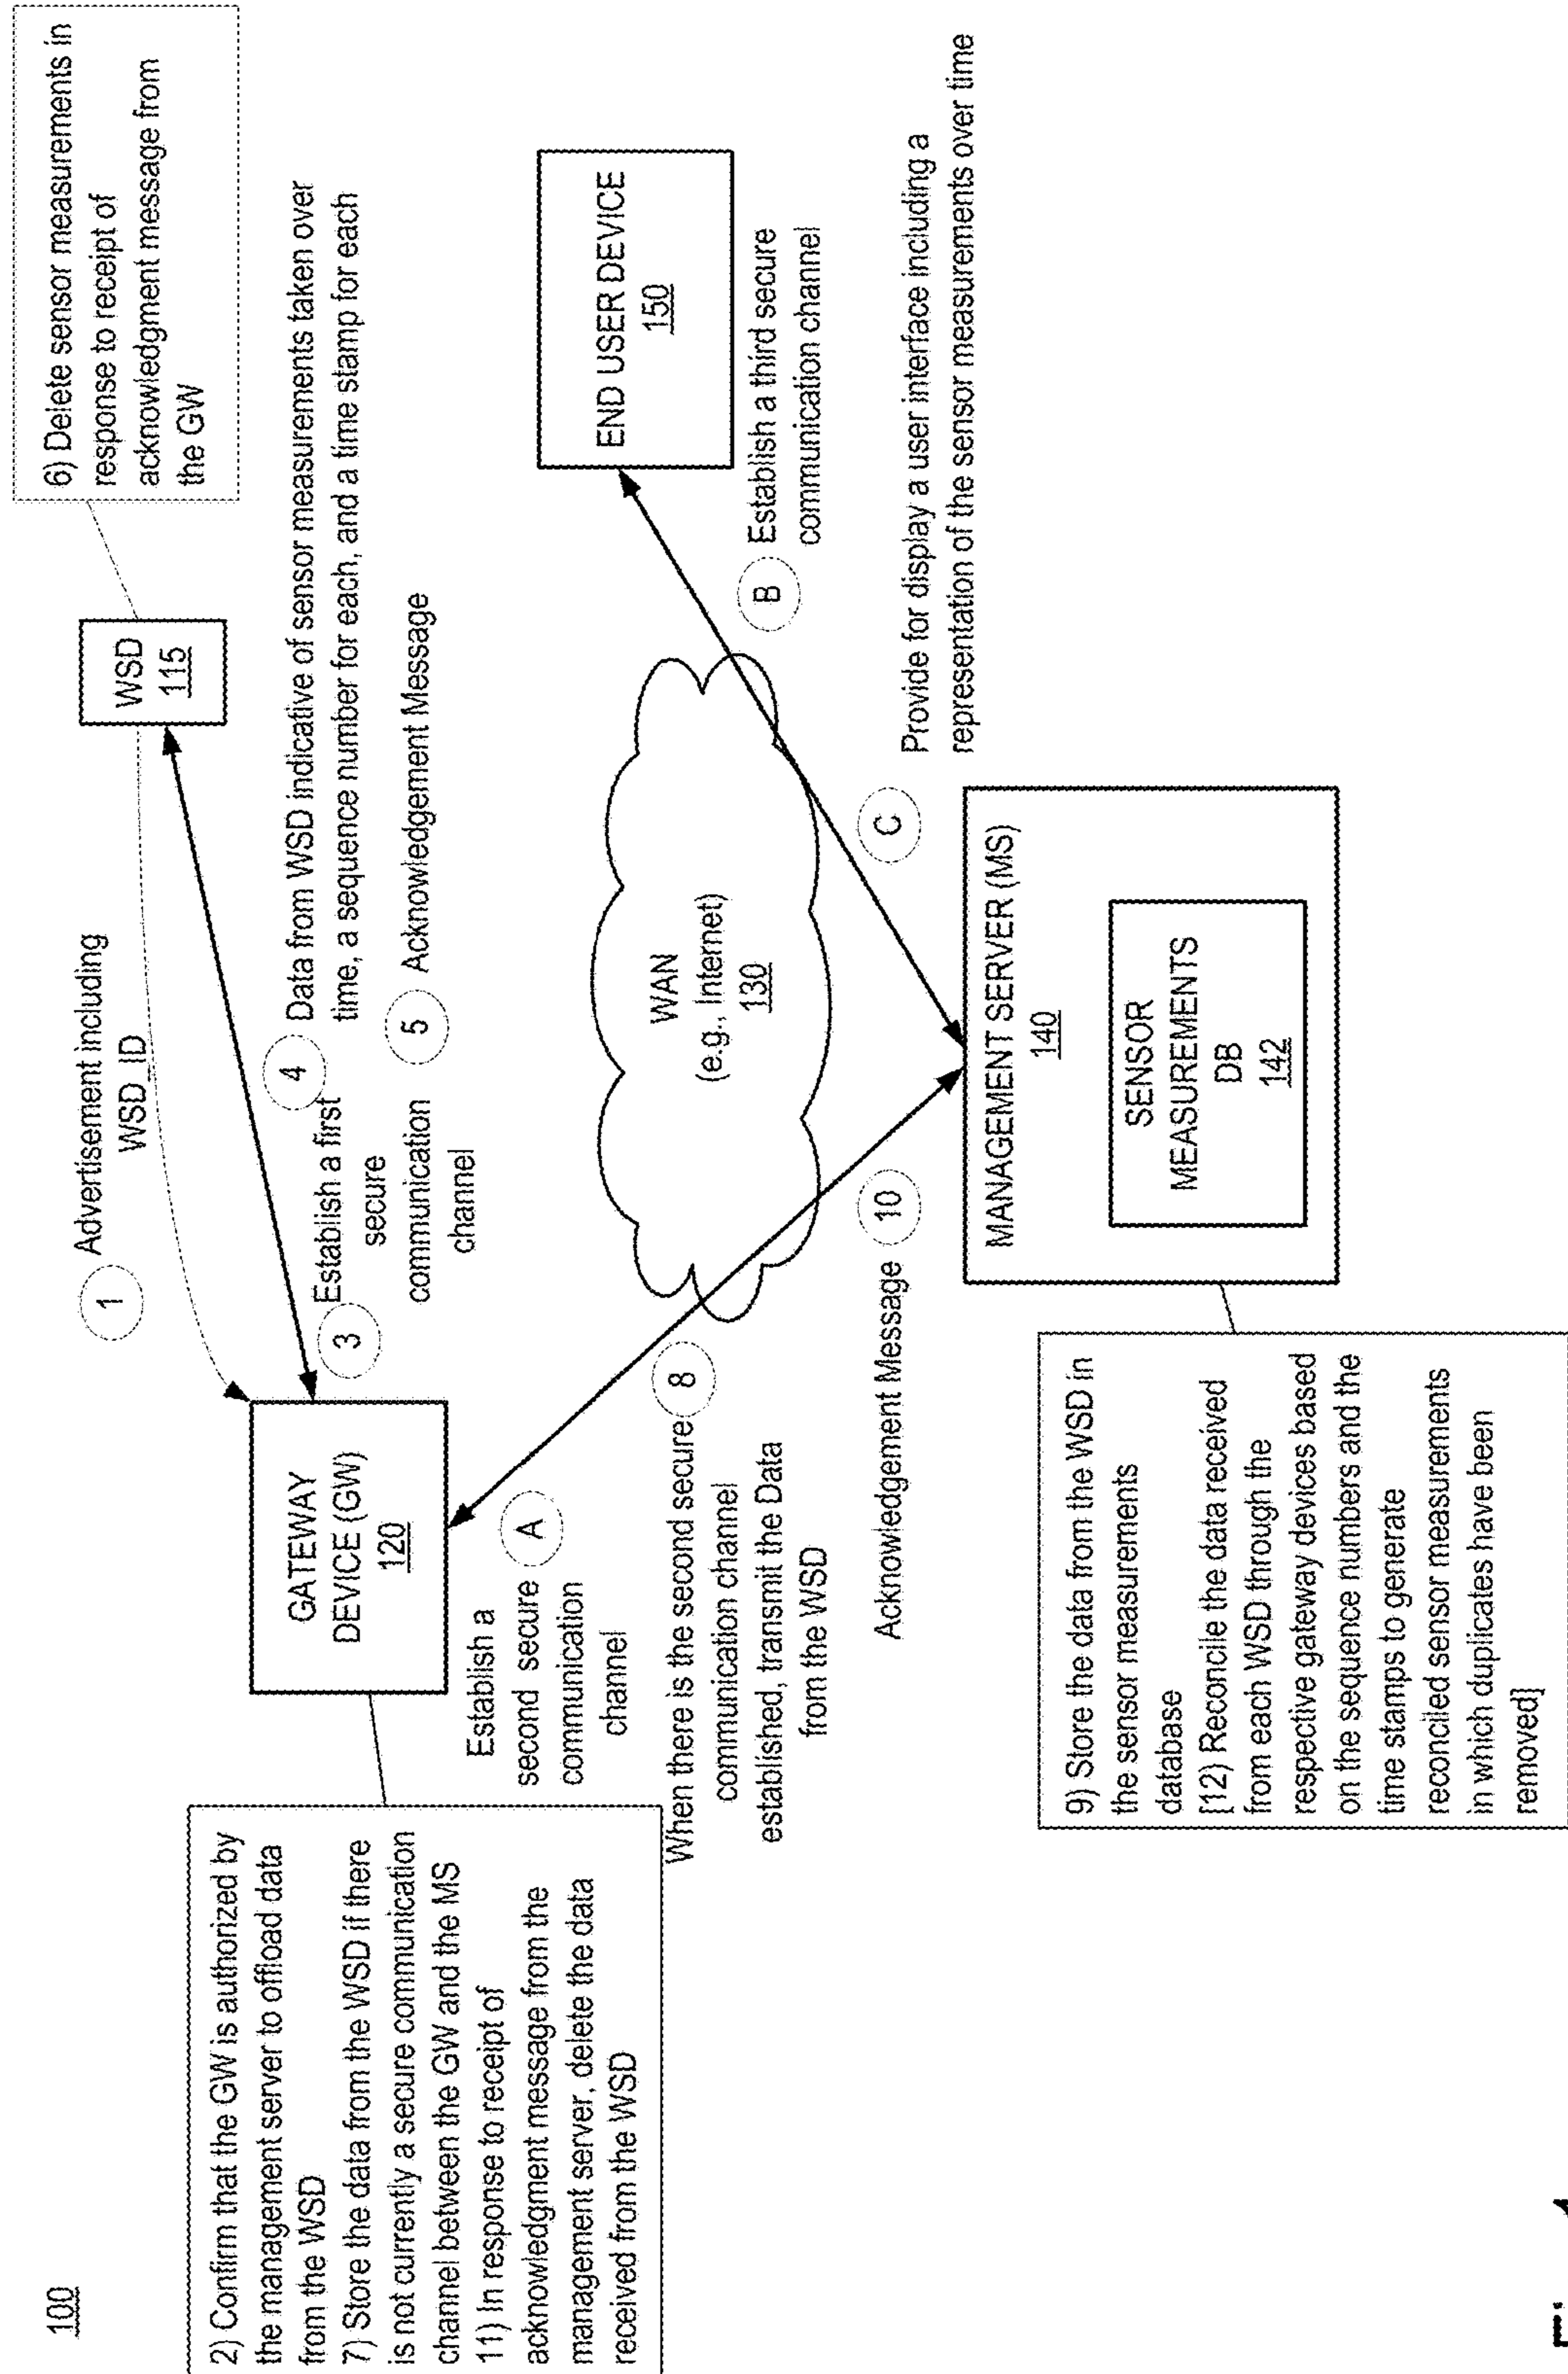 100
2) Confirm that the GW is authorized by
the management server to offload data
from the WSD
7) Store the data from the WSD if there
is not currently a secure communication
channel between the GW and the MS
11) In response to receipt of
acknowledgment message from the
management server, delete the data
received from the WSD
GATEWAY
DEVICE (GW)
120
1
Advertisement including
WSD_ID
WSD
115
6) Delete sensor measurements in
response to receipt of
acknowledgment message from
the GW
3
Establish a first
secure
communication
channel
4
Data from WSD indicative of sensor measurements taken over
time, a sequence number for each, and a time stamp for each
5
Acknowledgement Message
Establish a
second secure
communication
channel
A
When there is the second secure
communication channel
established, transmit the Data
from the WSD
8
WAN
(e.g., Internet)
130
END USER DEVICE
150
B
Establish a third secure
communication channel
Acknowledgement Message
10
C
Provide for display a user interface including a
representation of the sensor measurements over time
MANAGEMENT SERVER (MS)
140
SENSOR
MEASUREMENTS
DB
142
9) Store the data from the WSD in
the sensor measurements
database
[12) Reconcile the data received
from each WSD through the
respective gateway devices based
on the sequence numbers and the
time stamps to generate
reconciled sensor measurements
in which duplicates have been
removed]